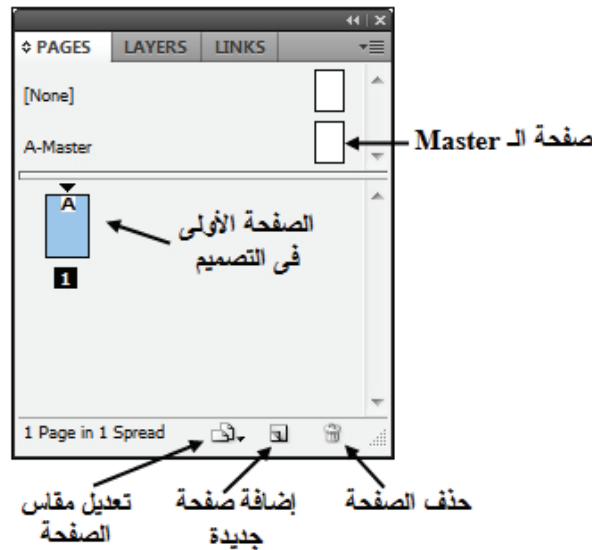 PAGES LAYERS LINKS
[None]
A-Master
صفحة الـ Master
A
الصفحة الأولى
فى التصميم
1
1 Page in 1 Spread
تعديل مقاس
الصفحة
إضافة صفحة
جديدة
حذف الصفحة